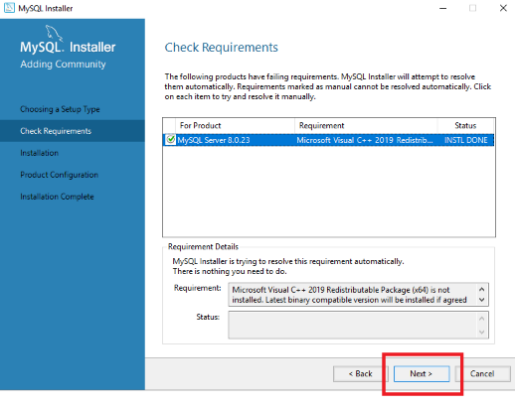 MySQL Installer
MySQL. Installer
Adding Community
Choosing a Setup Type
Check Requirements
Installation
Product Configuration
Installation Complete
Check Requirements
The following products have failing requirements. MySQL Installer will attempt to resolve
them automatically. Requirements marked as manual cannot be resolved automatically. Click
on each item to try and resolve it manually.
For Product Requirement Status
MySQL Server 8.0.23 Microsoft Visual C++ 2019 Redistrib... INSTL DONE
Requirement Details
MySQL Installer is trying to resolve this requirement automatically.
There is nothing you need to do.
Requirement: Microsoft Visual C++ 2019 Redistributable Package (x64) is not
installed. Latest binary compatible version will be installed if agreed
Status:
< Back Next > Cancel